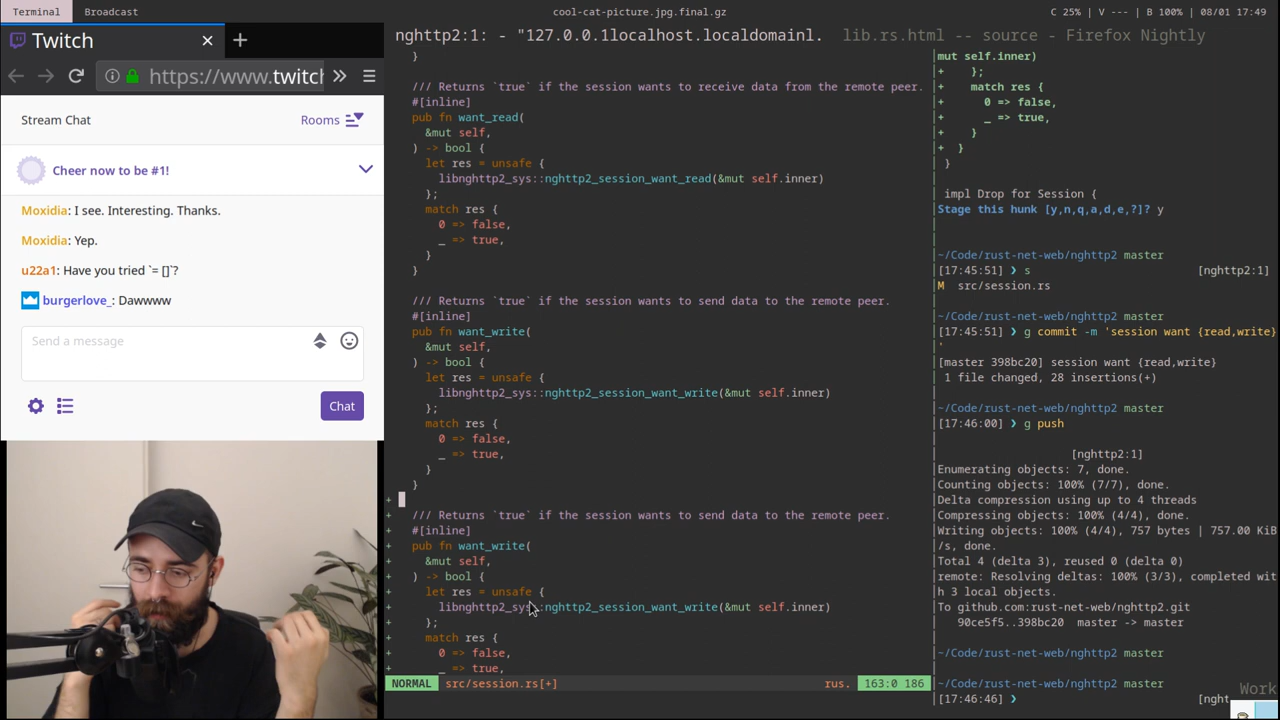 Terminal
Broadcast
cool-cat-picture.jpg.final.gz
C 25% | V --- | B 100% | 08/01 17:49
Twitch
https://www.twitch
Stream Chat
Rooms
Cheer now to be #1!
Moxidia: I see. Interesting. Thanks.
Moxidia: Yep.
u22a1: Have you tried `= []`?
burgerlove_: Dawwww
Send a message
Chat
nghttp2:1: - "127.0.0.1localhost.localdomainl.
lib.rs.html -- source - Firefox Nightly
}
/// Returns `true` if the session wants to receive data from the remote peer.
#[inline]
pub fn want_read(
&mut self,
) -> bool {
let res = unsafe {
libnghttp2_sys::nghttp2_session_want_read(&mut self.inner)
};
match res {
0 => false,
_ => true,
}
}
/// Returns `true` if the session wants to send data to the remote peer.
#[inline]
pub fn want_write(
&mut self,
) -> bool {
let res = unsafe {
libnghttp2_sys::nghttp2_session_want_write(&mut self.inner)
};
match res {
0 => false,
_ => true,
}
}
+
+ /// Returns `true` if the session wants to send data to the remote peer.
+ #[inline]
+ pub fn want_write(
+ &mut self,
+ ) -> bool {
+ let res = unsafe {
+ libnghttp2_sys::nghttp2_session_want_write(&mut self.inner)
+ };
+ match res {
+ 0 => false,
+ _ => true,
NORMAL src/session.rs[+] rus. 163:0 186
mut self.inner)
+ };
+ match res {
+ 0 => false,
+ _ => true,
+ }
+ }
}
impl Drop for Session {
Stage this hunk [y,n,q,a,d,e,?]? y
~/Code/rust-net-web/nghttp2 master
[17:45:51] ❯ s [nghttp2:1]
M src/session.rs
~/Code/rust-net-web/nghttp2 master
[17:45:51] ❯ g commit -m 'session want {read,write}
'
[master 398bc20] session want {read,write}
1 file changed, 28 insertions(+)
~/Code/rust-net-web/nghttp2 master
[17:46:00] ❯ g push
[nghttp2:1]
Enumerating objects: 7, done.
Counting objects: 100% (7/7), done.
Delta compression using up to 4 threads
Compressing objects: 100% (4/4), done.
Writing objects: 100% (4/4), 757 bytes | 757.00 KiB
/s, done.
Total 4 (delta 3), reused 0 (delta 0)
remote: Resolving deltas: 100% (3/3), completed wit
h 3 local objects.
To github.com:rust-net-web/nghttp2.git
90ce5f5..398bc20 master -> master
~/Code/rust-net-web/nghttp2 master
~/Code/rust-net-web/nghttp2 master
[17:46:46] ❯ [nght
Work